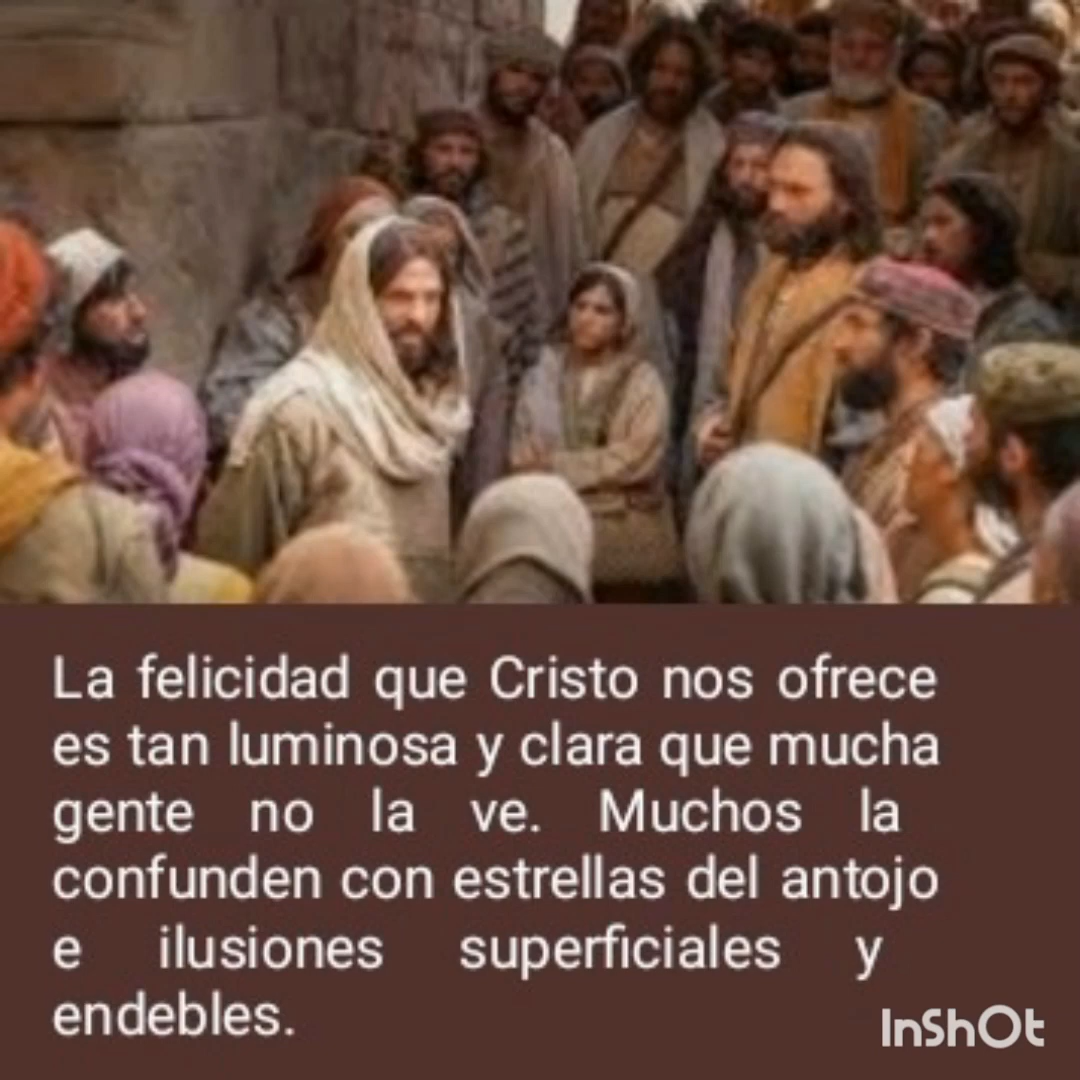 La felicidad que Cristo nos ofrece
es tan luminosa y clara que mucha
gente no la ve. Muchos la
confunden con estrellas del antojo
e ilusiones superficiales y
endebles.
InShOt